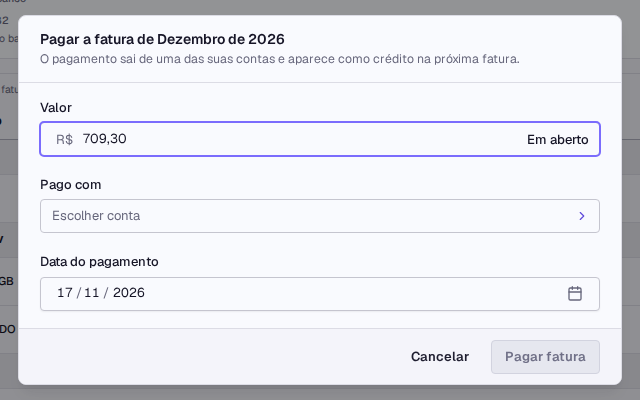 Pagar a fatura de Dezembro de 2026
O pagamento sai de uma das suas contas e aparece como crédito na próxima fatura.
Valor
R$ 709,30 Em aberto
Pago com
Escolher conta
Data do pagamento
17 / 11 / 2026
Cancelar Pagar fatura